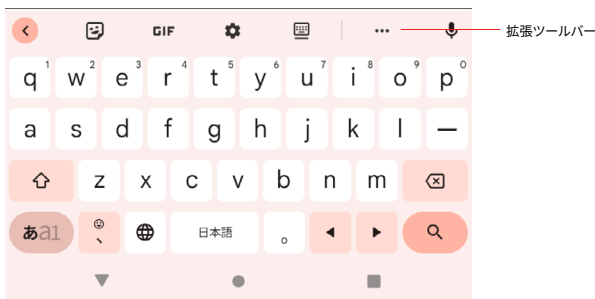 GIF 拡張ツールバー
q 1 w 2 e 3 r 4 t 5 y 6 u 7 i 8 o 9 p 0
a s d f g h j k l ー
z x c v b n m
あa1 、 日本語 。